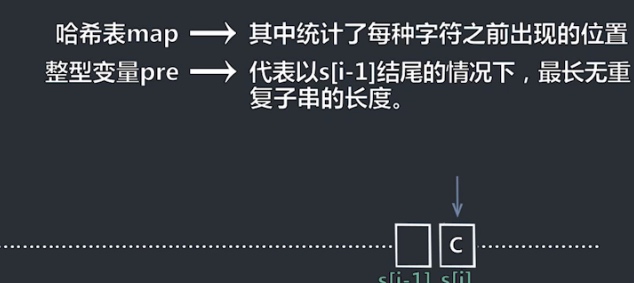 哈希表map → 其中统计了每种字符之前出现的位置
整型变量pre → 代表以s[i-1]结尾的情况下，最长无重
复子串的长度。
C
s[i-1] s[i]